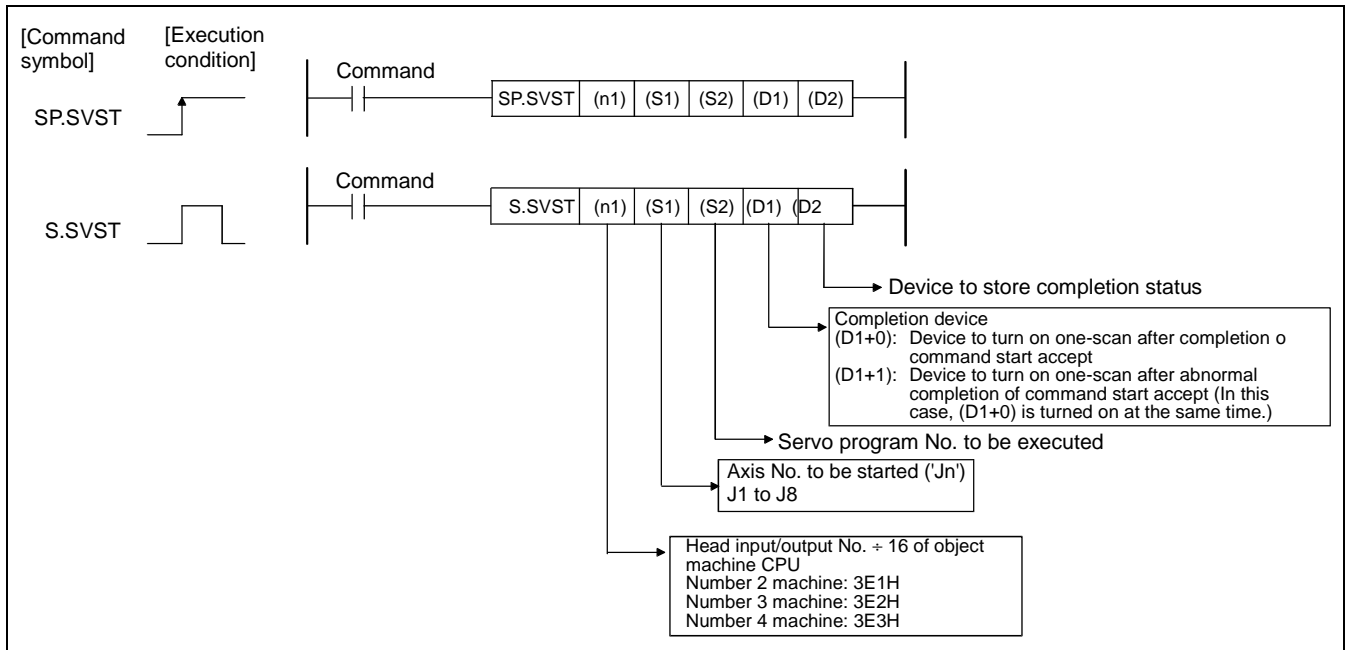 [Command
symbol]
[Execution
condition]
Command
SP.SVST
SP.SVST (n1) (S1) (S2) (D1) (D2)
Command
S.SVST
S.SVST (n1) (S1) (S2) (D1) (D2
Device to store completion status
Completion device
(D1+0): Device to turn on one-scan after completion o
command start accept
(D1+1): Device to turn on one-scan after abnormal
completion of command start accept (In this
case, (D1+0) is turned on at the same time.)
Servo program No. to be executed
Axis No. to be started ('Jn')
J1 to J8
Head input/output No. ÷ 16 of object
machine CPU
Number 2 machine: 3E1H
Number 3 machine: 3E2H
Number 4 machine: 3E3H